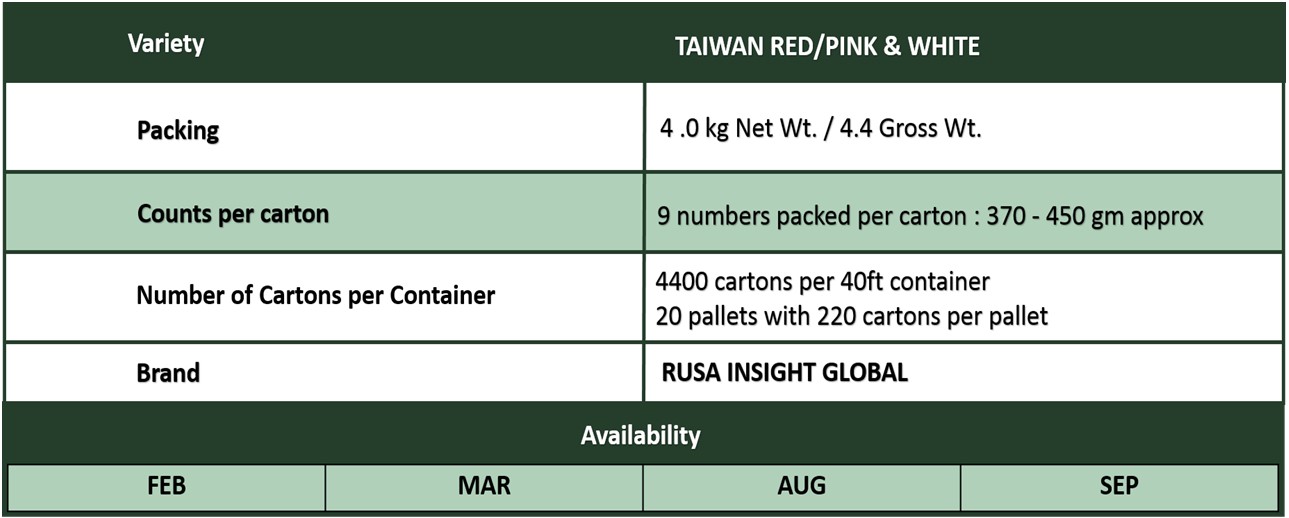 Variety
TAIWAN RED/PINK & WHITE
Packing
4 .0 kg Net Wt. / 4.4 Gross Wt.
Counts per carton
9 numbers packed per carton : 370 - 450 gm approx
Number of Cartons per Container
4400 cartons per 40ft container
20 pallets with 220 cartons per pallet
Brand
RUSA INSIGHT GLOBAL
Availability
FEB
MAR
AUG
SEP